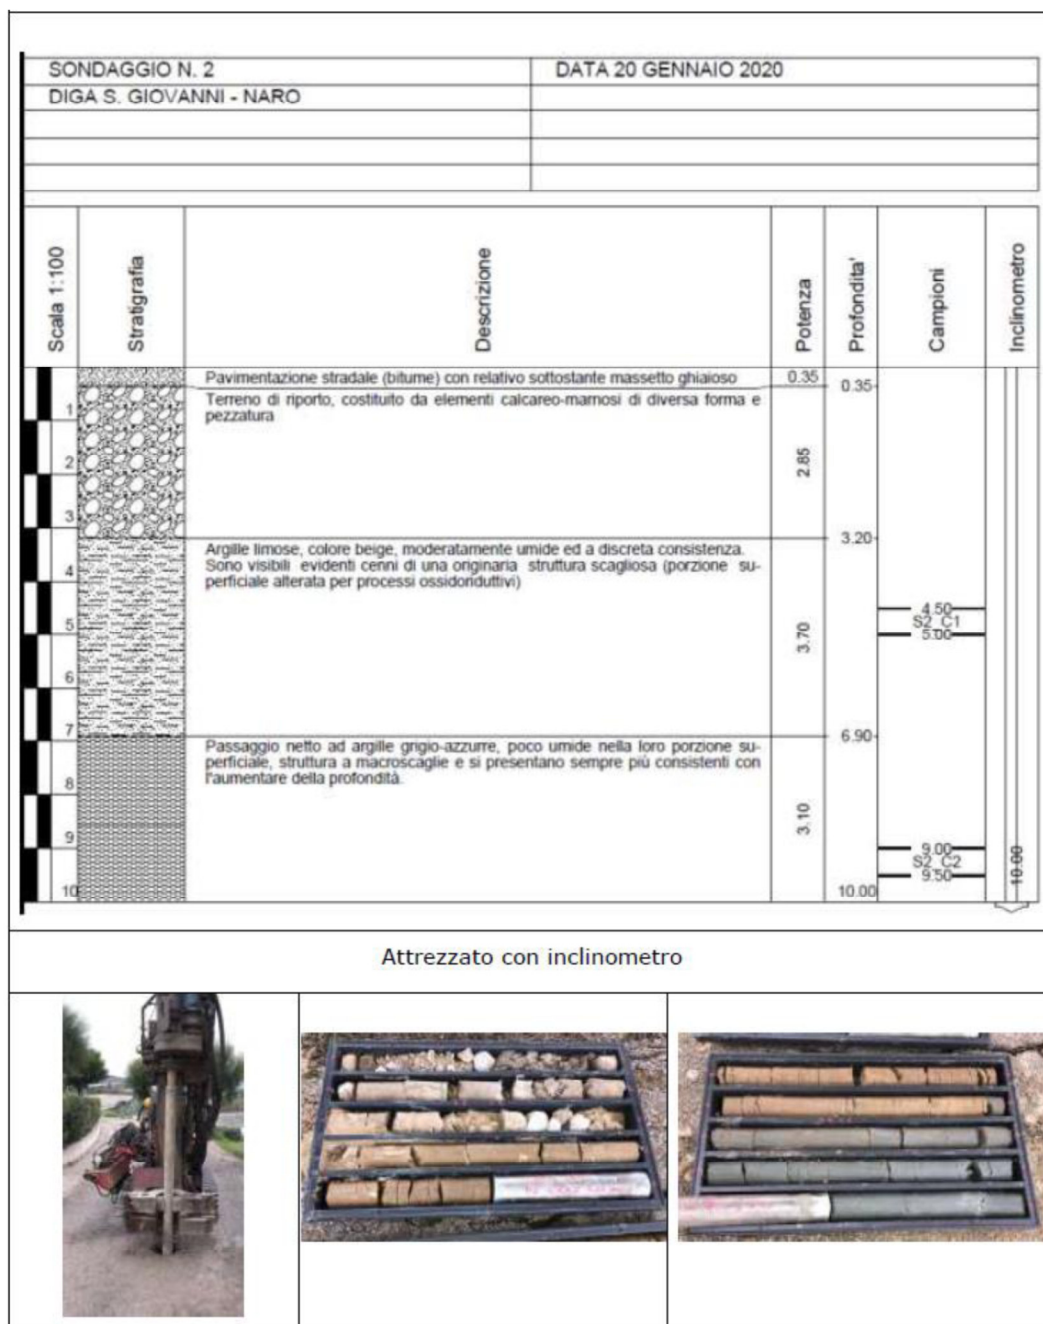 SONDAGGIO N. 2
DATA 20 GENNAIO 2020
DIGA S. GIOVANNI - NARO
Scala 1:100
Stratigrafia
Descrizione
Potenza
Profondita'
Campioni
Inclinometro
Pavimentazione stradale (bitume) con relativo sottostante massetto ghiaioso
0.35
0.35
Terreno di riporto, costituito da elementi calcareo-marnosi di diversa forma e
pezzatura
1
2
2.85
3
3.20
Argille limose, colore beige, moderatamente umide ed a discreta consistenza.
Sono visibili evidenti cenni di una originaria struttura scagliosa (porzione su-
perficiale alterata per processi ossidoriduttivi)
4
4.50
S2_C1
5.00
5
3.70
6
7
6.90
Passaggio netto ad argille grigio-azzurre, poco umide nella loro porzione su-
perficiale, struttura a macroscaglie e si presentano sempre più consistenti con
l'aumentare della profondità.
8
3.10
9
9.00
S2_C2
9.50
10.00
10
10.00
Attrezzato con inclinometro